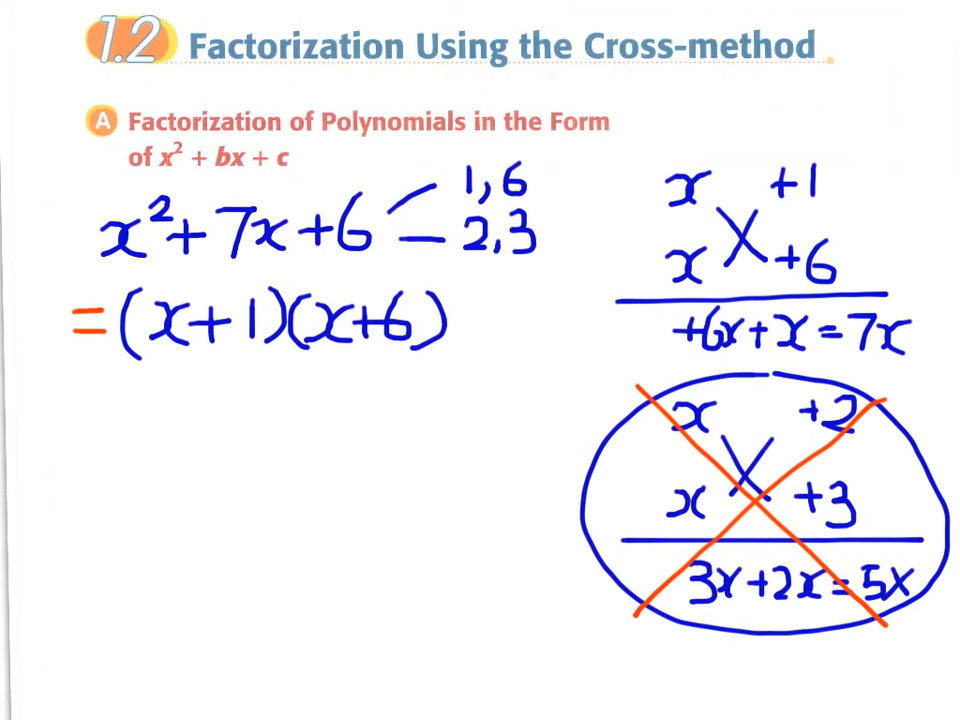 1.2 Factorization Using the Cross-method
A Factorization of Polynomials in the Form
of x² + bx + c
x²+7x+6
1,6
2,3
=(x+1)(x+6)
x +1
x +6
+6x+x=7x
x +2
x +3
3x+2x=5x